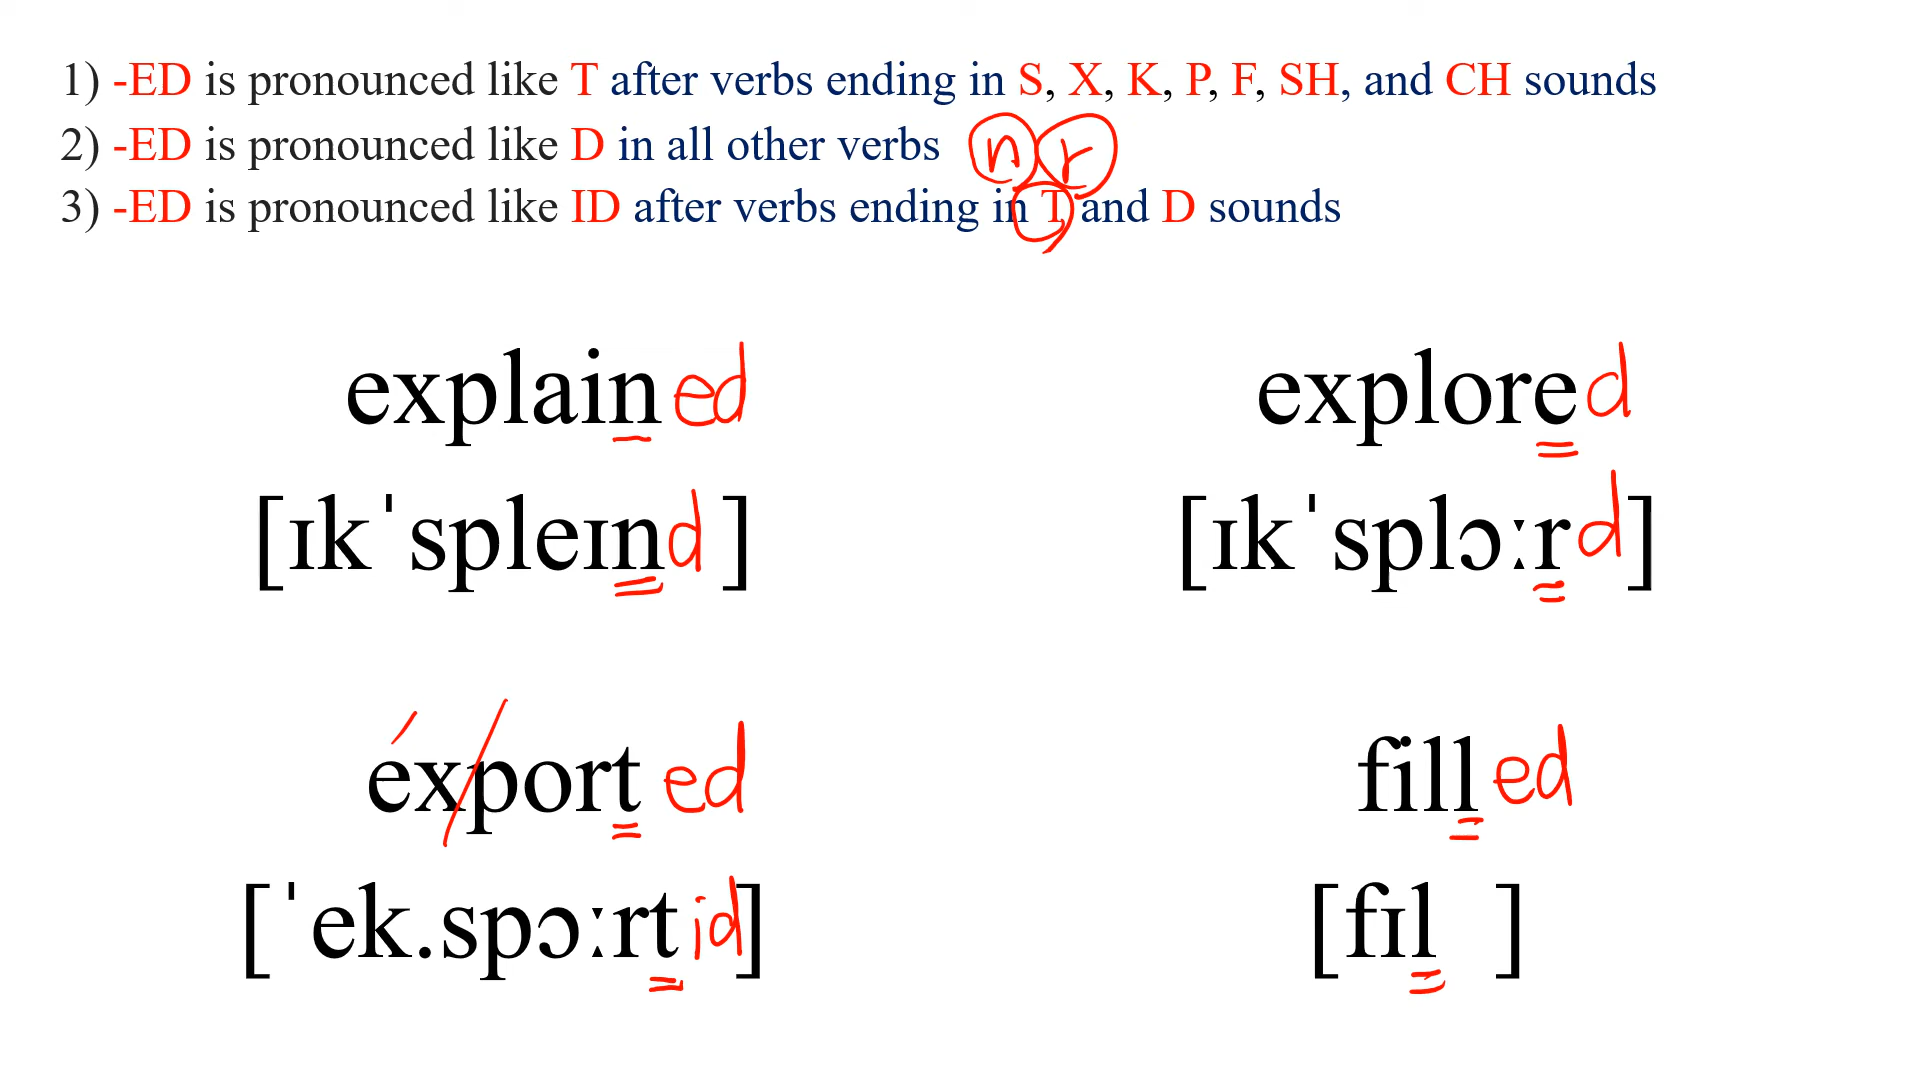 1) -ED is pronounced like T after verbs ending in S, X, K, P, F, SH, and CH sounds
2) -ED is pronounced like D in all other verbs n r
3) -ED is pronounced like ID after verbs ending in T and D sounds
explained explored
[ɪkˈspleɪnd] [ɪkˈsplɔːrd]
exported filled
[ˈek.spɔːrtid] [fɪl ]